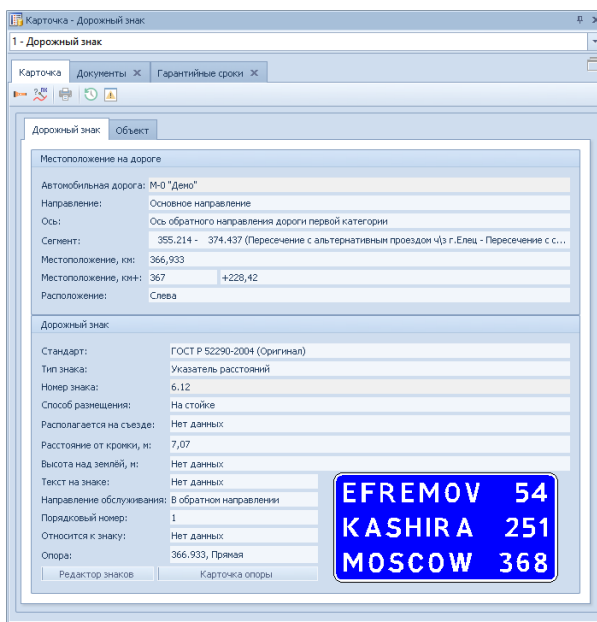 Карточка - Дорожный знак
1 - Дорожный знак
Карточка Документы Гарантийные сроки
Дорожный знак Объект
Местоположение на дороге
Автомобильная дорога: М-0 "Демо"
Направление: Основное направление
Ось: Ось обратного направления дороги первой категории
Сегмент: 355.214 - 374.437 (Пересечение с альтернативным проездом ч\з г.Елец - Пересечение с с...
Местоположение, км: 366,933
Местоположение, км+: 367 +228,42
Расположение: Слева
Дорожный знак
Стандарт: ГОСТ Р 52290-2004 (Оригинал)
Тип знака: Указатель расстояний
Номер знака: 6.12
Способ размещения: На стойке
Располагается на съезде: Нет данных
Расстояние от кромки, м: 7,07
Высота над землёй, м: Нет данных
Текст на знаке: Нет данных
Направление обслуживания: В обратном направлении
Порядковый номер: 1
Относится к знаку: Нет данных
Опора: 366.933, Прямая
Редактор знаков Карточка опоры
EFREMOV 54
KASHIRA 251
MOSCOW 368